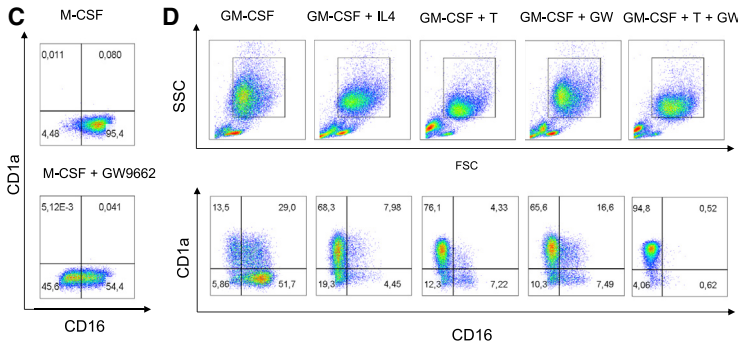 C
M-CSF
CD1a
0,011 0,080
4,48 95,4
M-CSF + GW9662
5,12E-3 0,041
45,6 54,4
CD16
D
GM-CSF GM-CSF + IL4 GM-CSF + T GM-CSF + GW GM-CSF + T + GW
SSC
FSC
CD1a
13,5 29,0 68,3 7,98 76,1 4,33 65,6 16,6 94,8 0,52
5,86 51,7 19,3 4,45 12,3 7,22 10,3 7,49 4,06 0,62
CD16